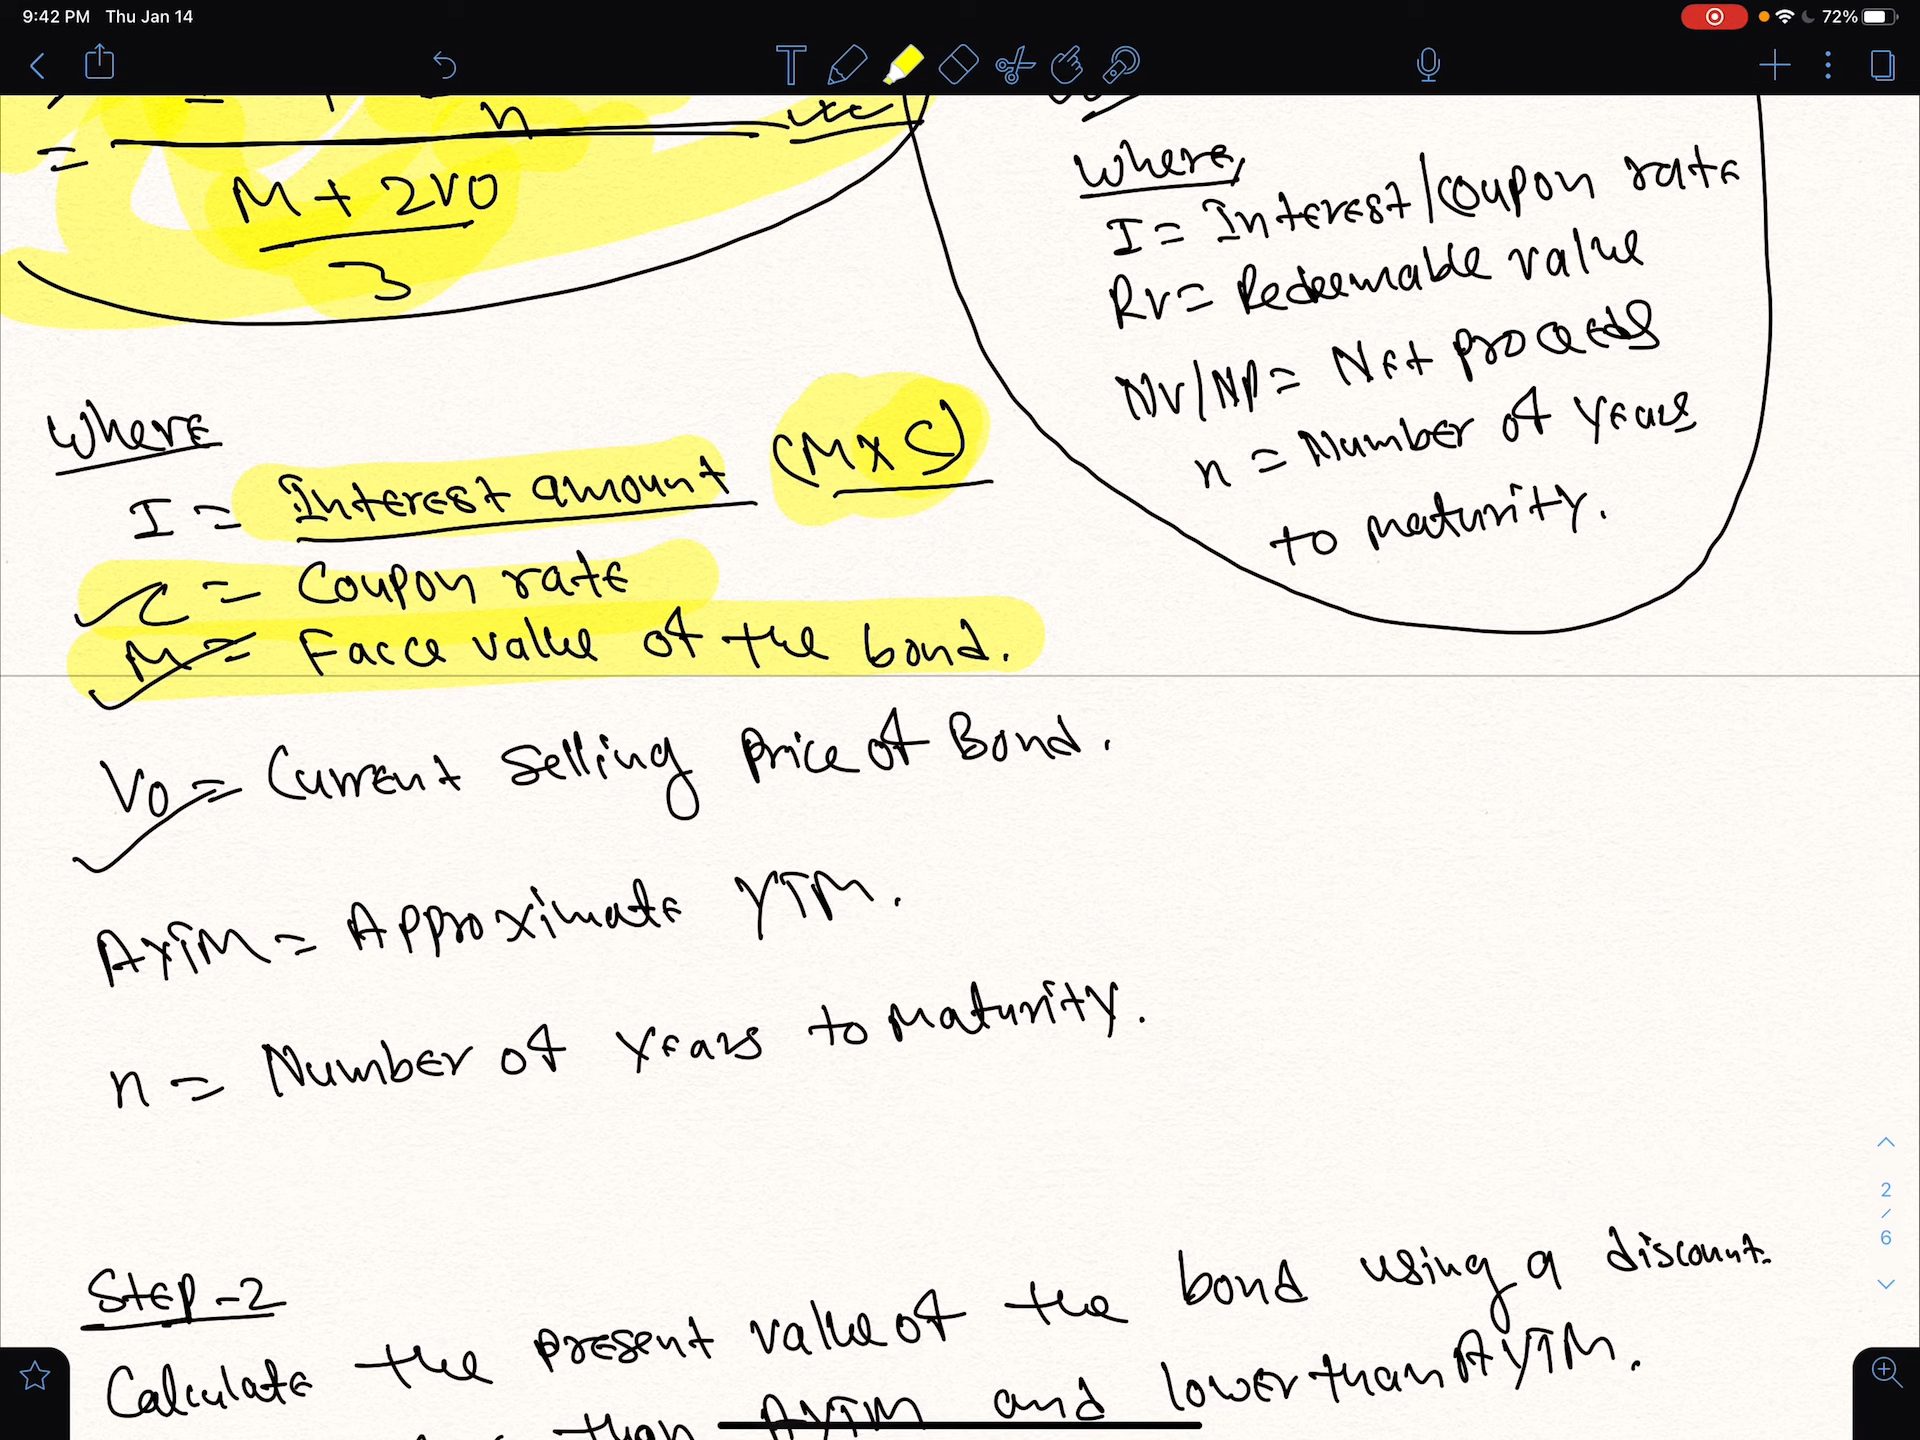 9:42 PM Thu Jan 14
72%
n
=
M + 2V0
3
where
I = Interest amount (M x C)
C = Coupon rate
M = Facce value of the bond.
V0 = Current Selling Price of Bond.
AYTM = Approximate YTM.
n = Number of years to maturity.
where,
I = Interest/Coupon rate
RV = Redeemable value
NV/NP = Net proceeds
n = Number of years
to maturity.
2
/
6
Step-2
Calculate the present value of the bond using a discount
than AYTM and lower than AYTM.